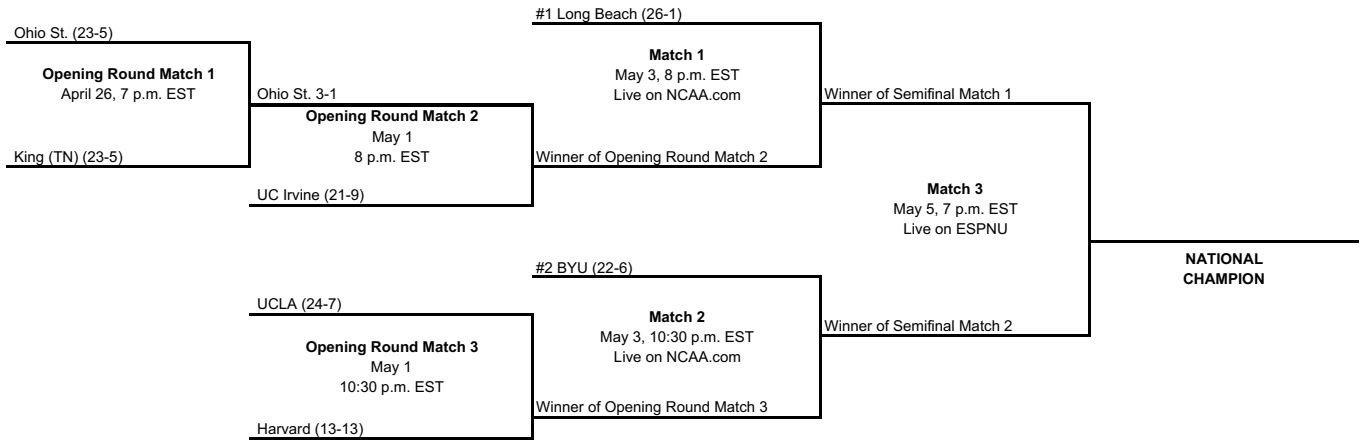 Ohio St. (23-5)
Opening Round Match 1
April 26, 7 p.m. EST
King (TN) (23-5)
Ohio St. 3-1
Opening Round Match 2
May 1
8 p.m. EST
UC Irvine (21-9)
UCLA (24-7)
Opening Round Match 3
May 1
10:30 p.m. EST
Harvard (13-13)
#1 Long Beach (26-1)
Match 1
May 3, 8 p.m. EST
Live on NCAA.com
Winner of Opening Round Match 2
#2 BYU (22-6)
Match 2
May 3, 10:30 p.m. EST
Live on NCAA.com
Winner of Opening Round Match 3
Winner of Semifinal Match 1
Match 3
May 5, 7 p.m. EST
Live on ESPNU
Winner of Semifinal Match 2
NATIONAL
CHAMPION